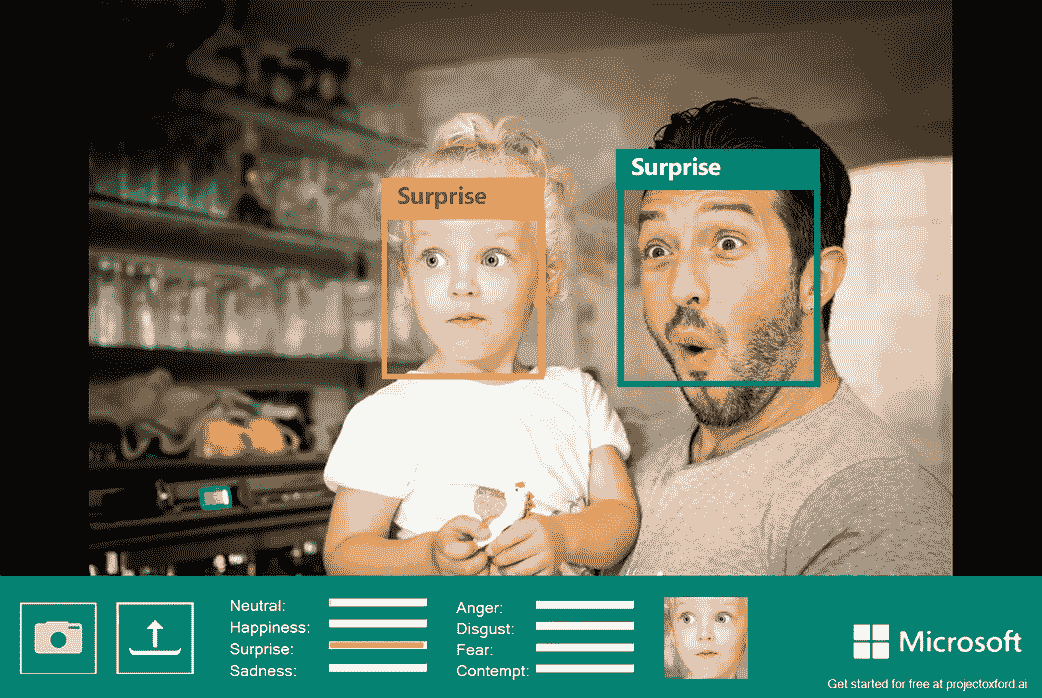 Surprise
Surprise
Neutral:
Happiness:
Surprise:
Sadness:
Anger:
Disgust:
Fear:
Contempt:
Microsoft
Get started for free at projectoxford.ai